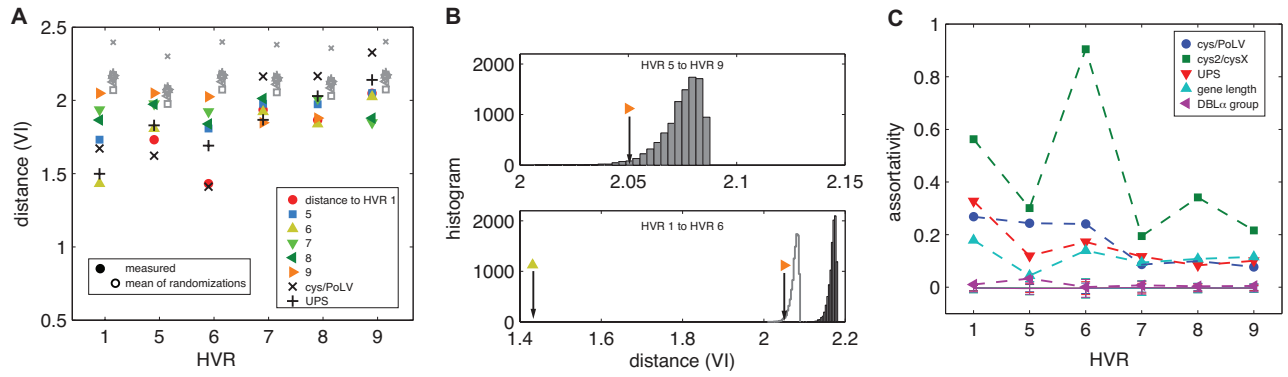 A
2.5
2
1.5
1
0.5
distance (VI)
distance to HVR 1
5
6
7
8
9
cys/PoLV
UPS
measured
mean of randomizations
1 5 6 7 8 9
HVR
B
HVR 5 to HVR 9
2000
1000
0
2 2.05 2.1 2.15
histogram
HVR 1 to HVR 6
2000
1000
0
1.4 1.6 1.8 2 2.2
distance (VI)
C
1
0.8
0.6
0.4
0.2
0
assortativity
cys/PoLV
cys2/cysX
UPS
gene length
DBLα group
1 5 6 7 8 9
HVR